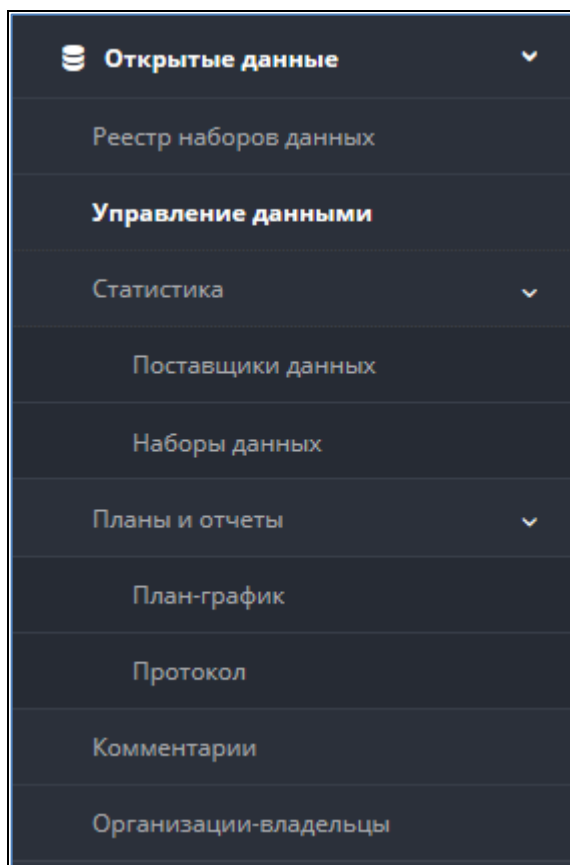 Открытые данные
Реестр наборов данных
Управление данными
Статистика
Поставщики данных
Наборы данных
Планы и отчеты
План-график
Протокол
Комментарии
Организации-владельцы